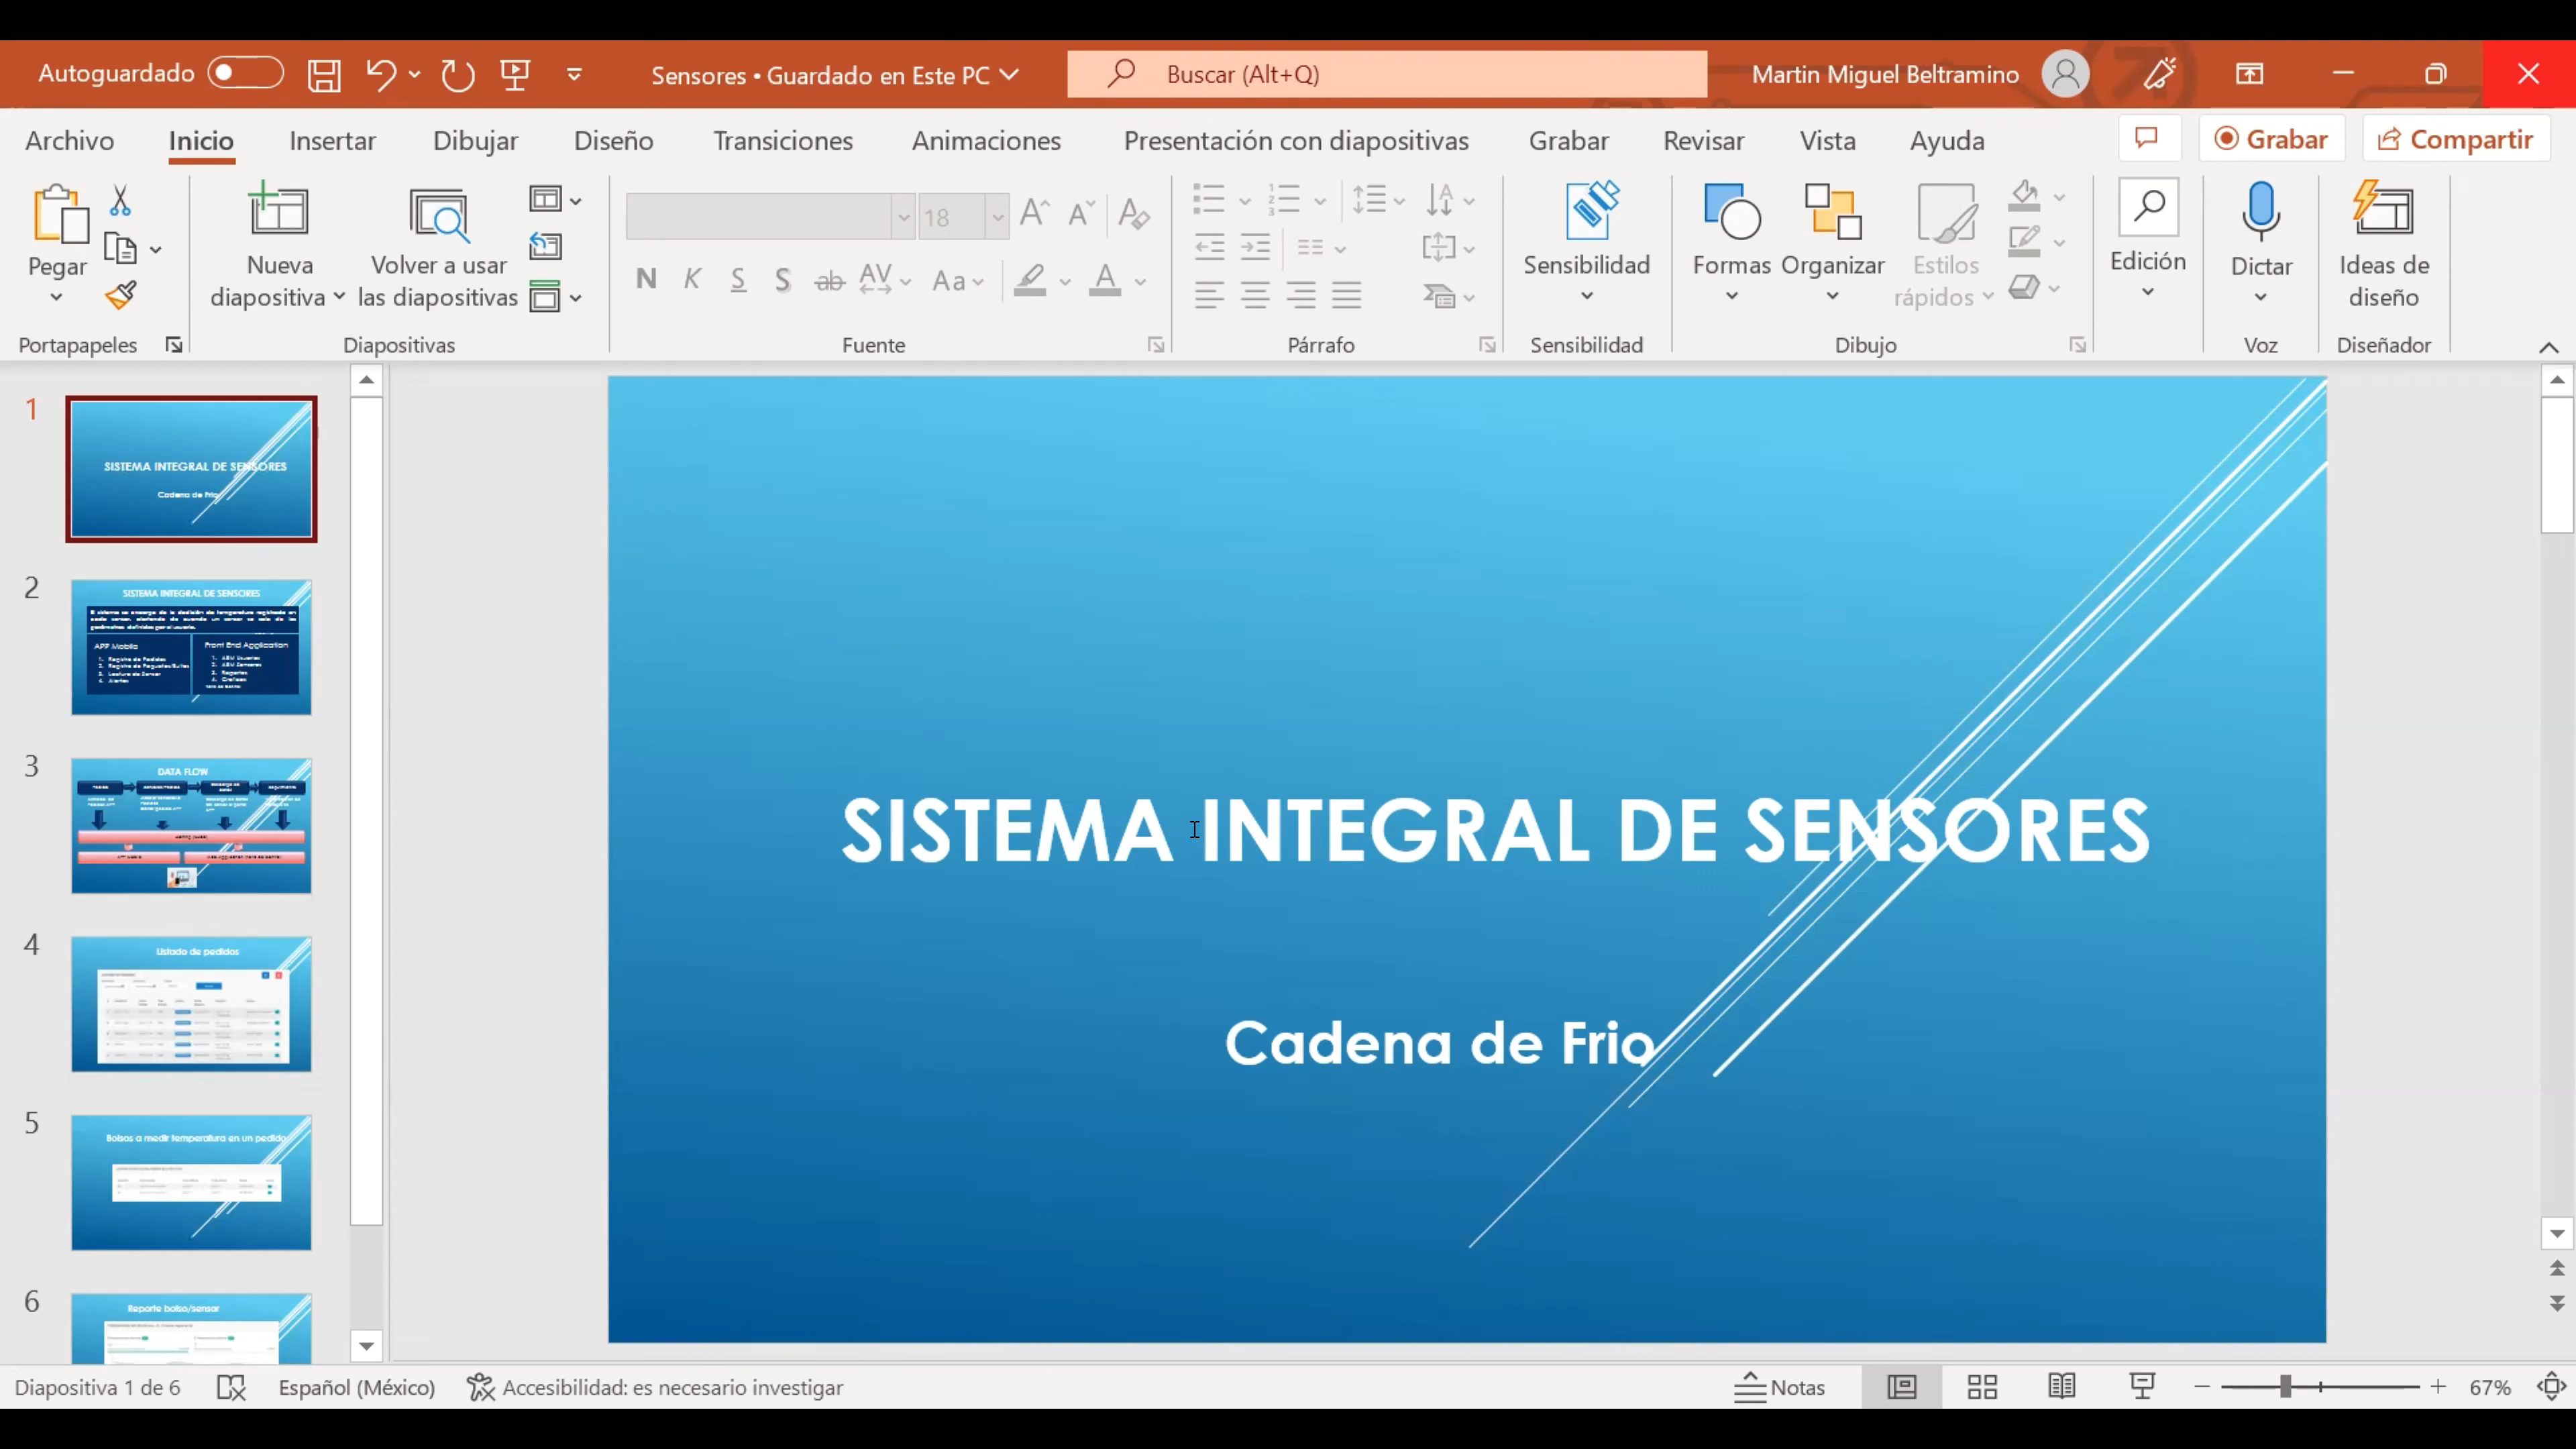 Autoguardado
Sensores • Guardado en Este PC
Buscar (Alt+Q)
Martin Miguel Beltramino
Archivo
Inicio
Insertar
Dibujar
Diseño
Transiciones
Animaciones
Presentación con diapositivas
Grabar
Revisar
Vista
Ayuda
Grabar
Compartir
Pegar
Portapapeles
Nueva
diapositiva
Volver a usar
las diapositivas
Diapositivas
18
N K S S ab AV Aa A
Fuente
Párrafo
Sensibilidad
Sensibilidad
Formas
Organizar
Estilos
rápidos
Dibujo
Edición
Dictar
Voz
Ideas de
diseño
Diseñador
1
SISTEMA INTEGRAL DE SENSORES
Cadena de Frio
2
SISTEMA INTEGRAL DE SENSORES
APP Mobile
Front End Application
3
DATA FLOW
4
Listado de pedidos
5
Bolsos a medir temperatura en un pedido
6
Reporte bolso/sensor
SISTEMA INTEGRAL DE SENSORES
Cadena de Frio
Diapositiva 1 de 6
Español (México)
Accesibilidad: es necesario investigar
Notas
67%